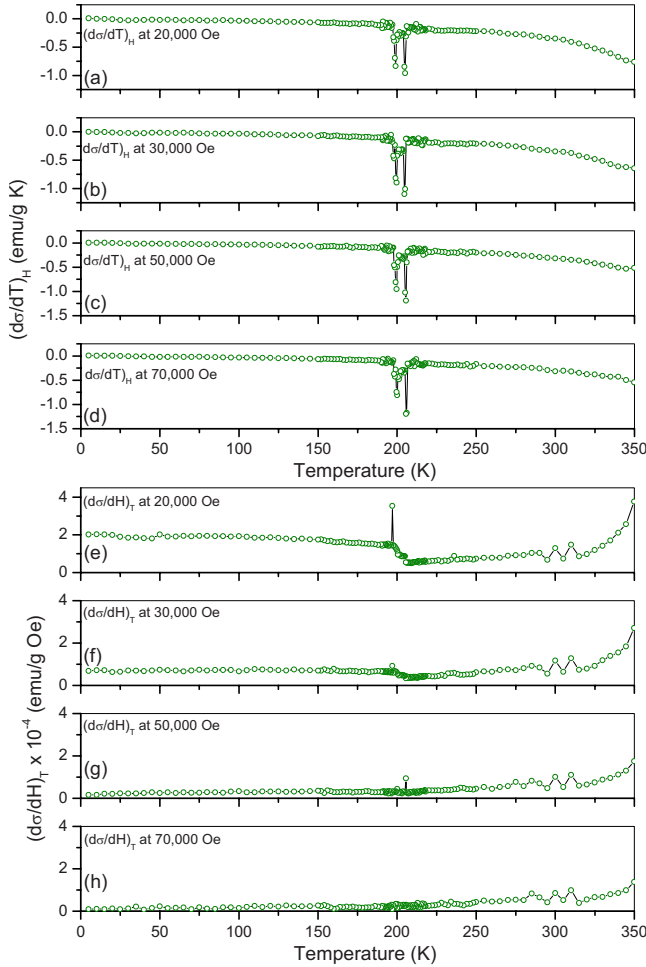 0.0
-0.5
-1.0
(dσ/dT)H at 20,000 Oe
(a)
0.0
-0.5
-1.0
dσ/dT)H at 30,000 Oe
(b)
0.0
-0.5
-1.0
-1.5
dσ/dT)H at 50,000 Oe
(c)
0.0
-0.5
-1.0
-1.5
dσ/dT)H at 70,000 Oe
(d)
(dσ/dT)H (emu/g K)
0 50 100 150 200 250 300 350
Temperature (K)
4
2
0
(dσ/dH)T at 20,000 Oe
(e)
4
2
0
(dσ/dH)T at 30,000 Oe
(f)
4
2
0
(dσ/dH)T at 50,000 Oe
(g)
4
2
0
(dσ/dH)T at 70,000 Oe
(h)
(dσ/dH)T x 10-4 (emu/g Oe)
0 50 100 150 200 250 300 350
Temperature (K)